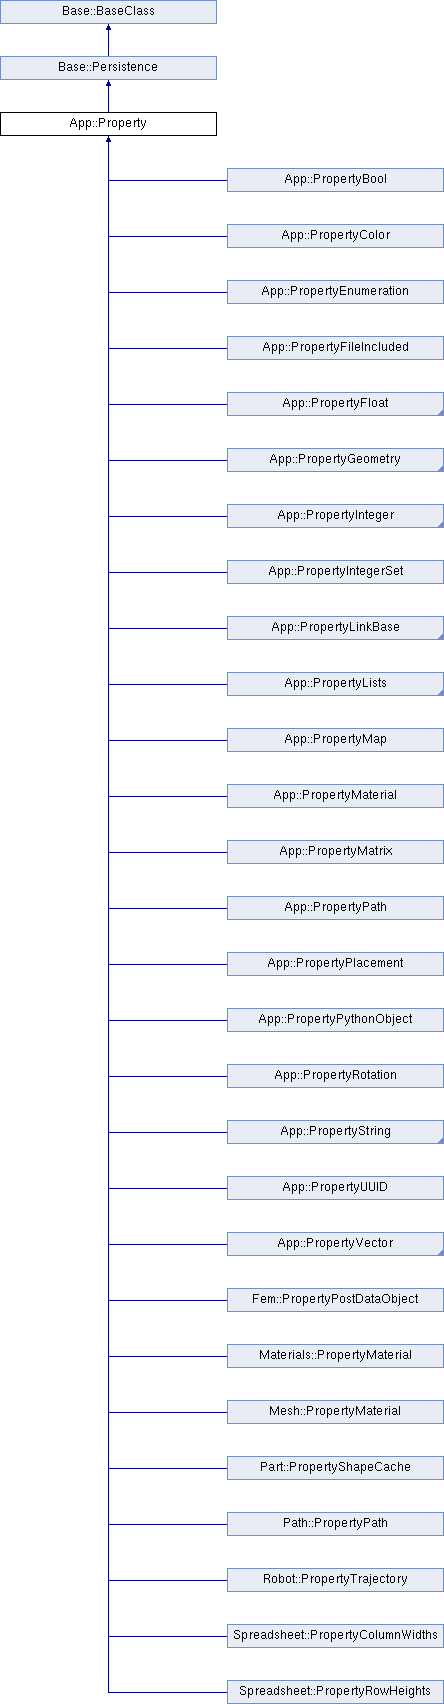 Base::BaseClass
Base::Persistence
App::Property
App::PropertyBool
App::PropertyColor
App::PropertyEnumeration
App::PropertyFileIncluded
App::PropertyFloat
App::PropertyGeometry
App::PropertyInteger
App::PropertyIntegerSet
App::PropertyLinkBase
App::PropertyLists
App::PropertyMap
App::PropertyMaterial
App::PropertyMatrix
App::PropertyPath
App::PropertyPlacement
App::PropertyPythonObject
App::PropertyRotation
App::PropertyString
App::PropertyUUID
App::PropertyVector
Fem::PropertyPostDataObject
Materials::PropertyMaterial
Mesh::PropertyMaterial
Part::PropertyShapeCache
Path::PropertyPath
Robot::PropertyTrajectory
Spreadsheet::PropertyColumnWidths
Spreadsheet::PropertyRowHeights